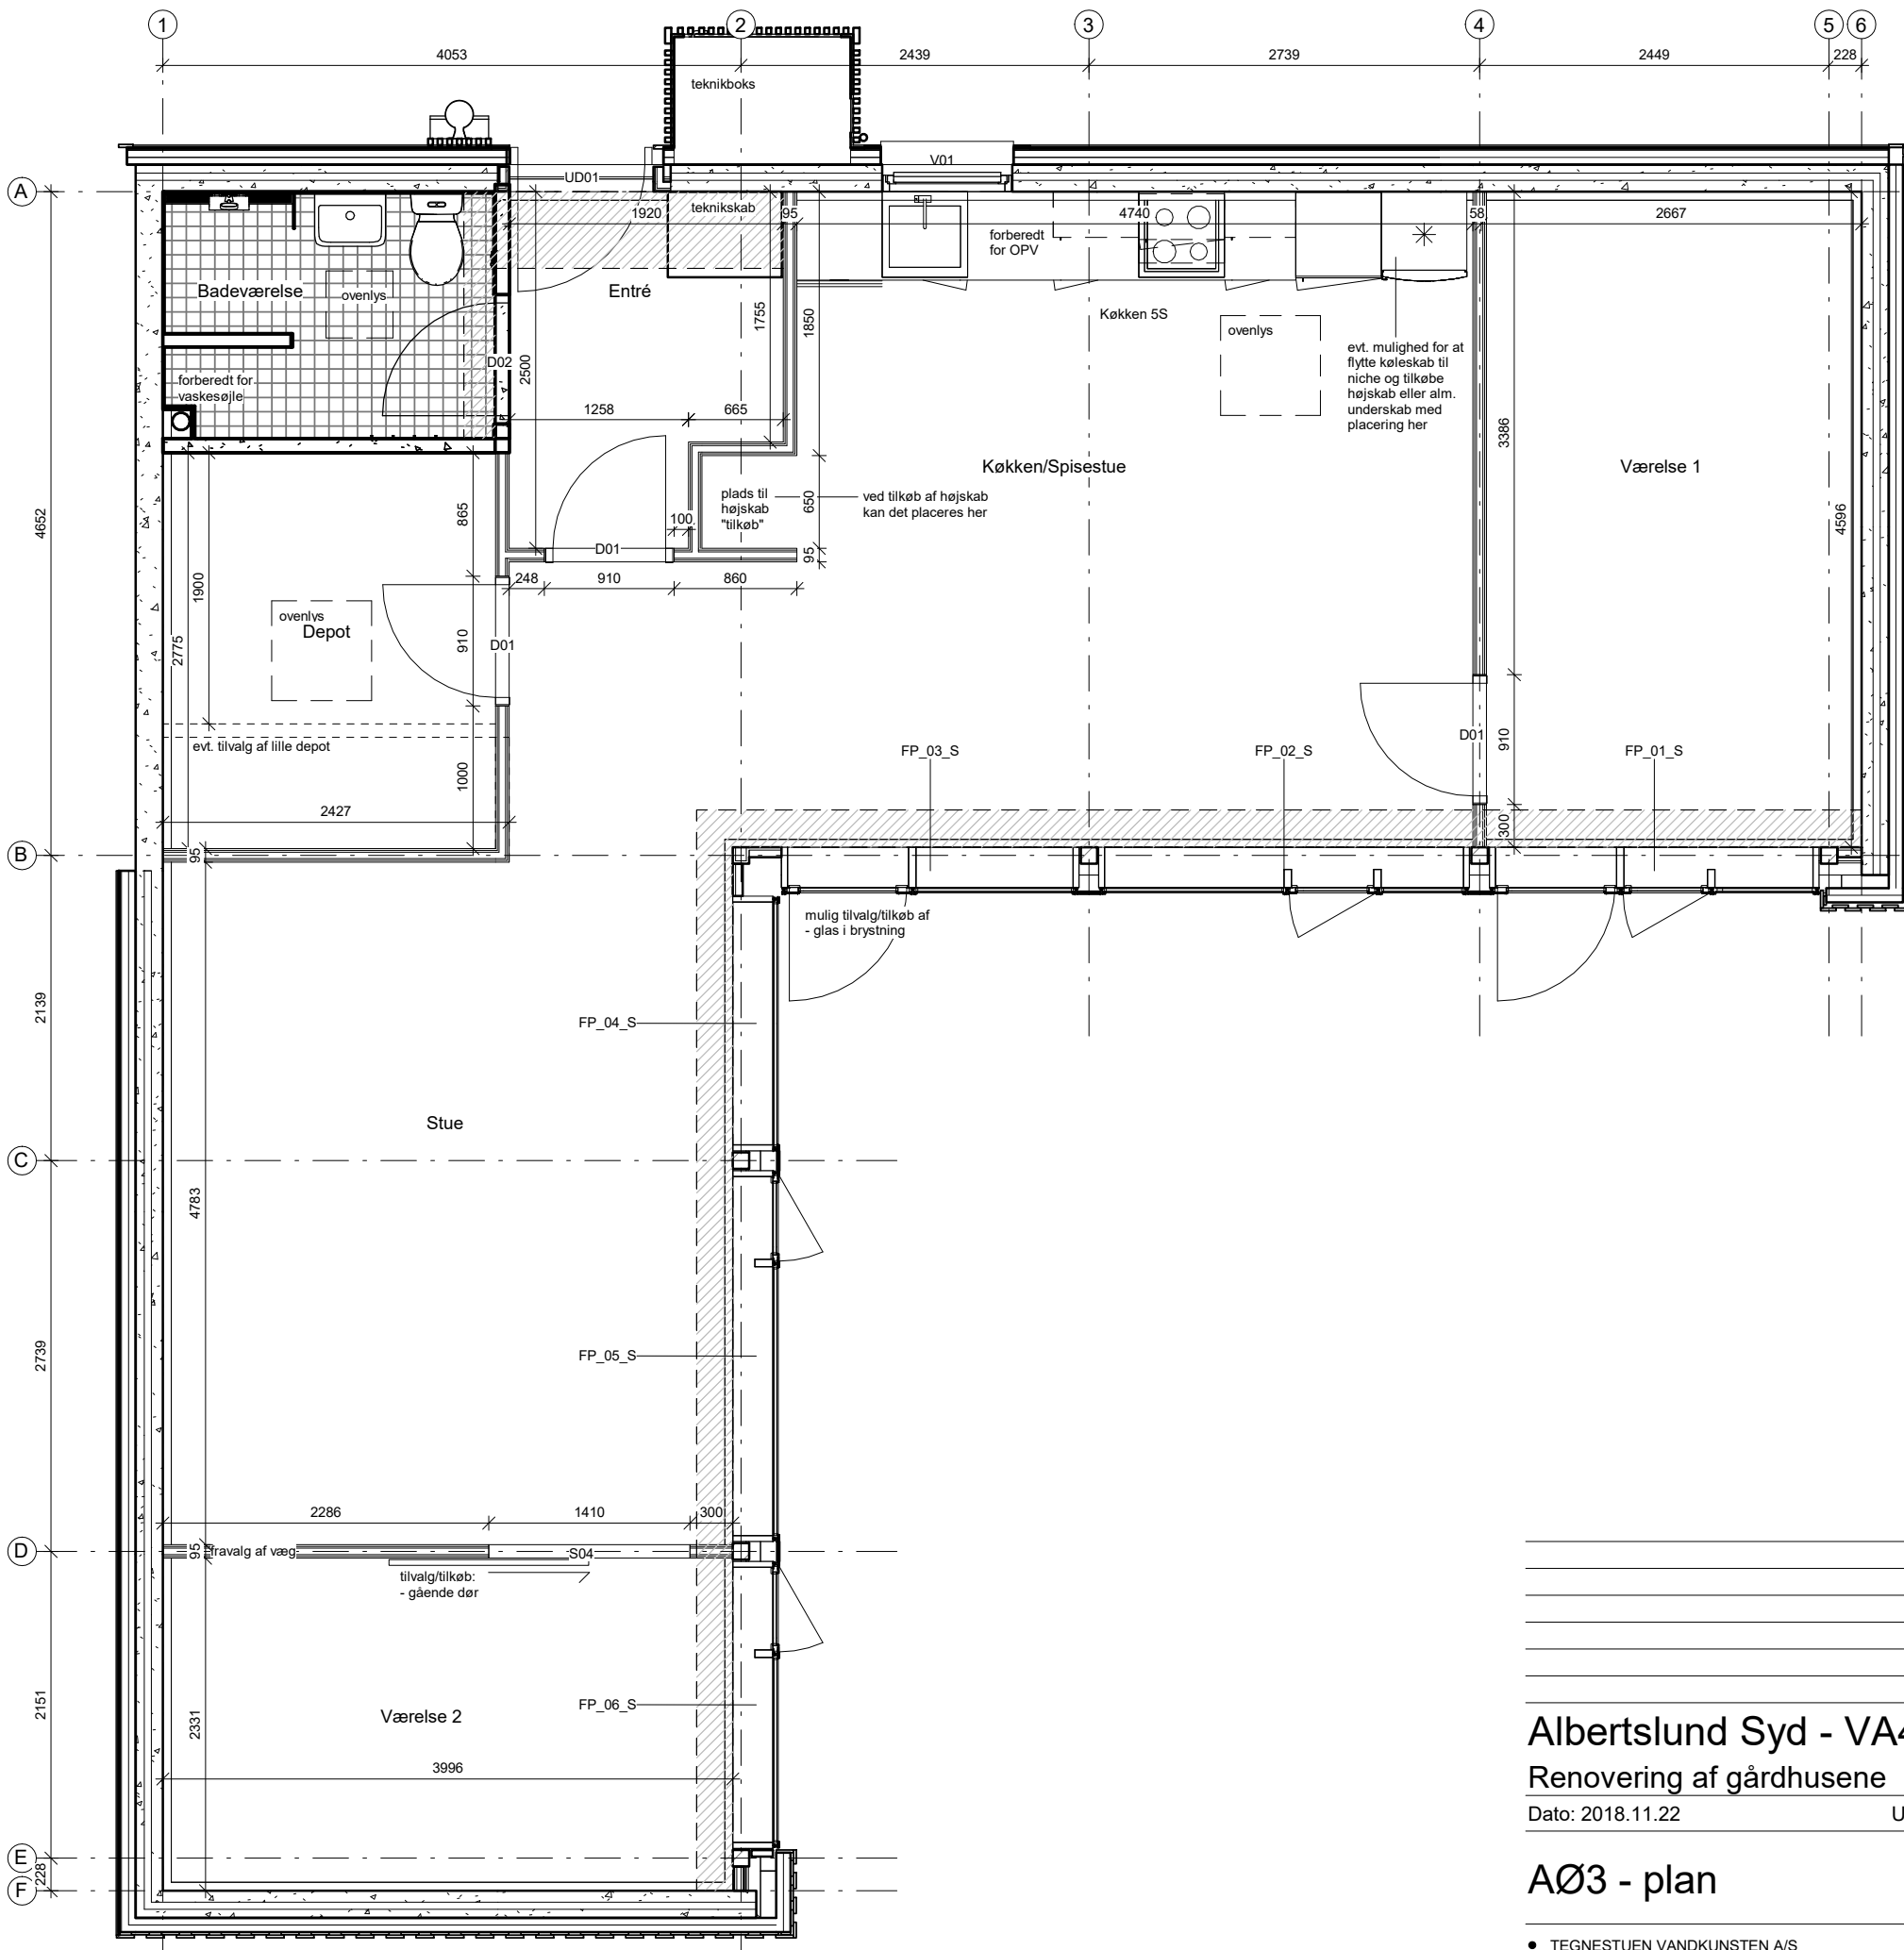 1
2
3
4
5
6
4053
2439
2739
2449
228
teknikboks
V01
UD01
A
teknikskab
1920
95
4740
58
2667
forberedt
for OPV
Badeværelse
ovenlys
Entré
1755
1850
Køkken 5S
ovenlys
evt. mulighed for at
flytte køleskab til
niche og tilkøbe
højskab eller alm.
underskab med
placering her
D02
2500
forberedt for
vaskesøjle
1258
665
3386
Køkken/Spisestue
Værelse 1
4652
865
plads til
højskab
"tilkøb"
650
ved tilkøb af højskab
kan det placeres her
4596
100
D01
95
248
910
860
1900
ovenlys
Depot
2775
910
D01
evt. tilvalg af lille depot
1000
FP_03_S
FP_02_S
D01
910
FP_01_S
2427
300
B
95
mulig tilvalg/tilkøb af
- glas i brystning
2139
FP_04_S
Stue
C
4783
2739
FP_05_S
2286
1410
300
D
95
fravalg af væg
S04
tilvalg/tilkøb:
- gående dør
2151
2331
Værelse 2
FP_06_S
3996
E
228
F
Albertslund Syd - VA4
Renovering af gårdhusene
Dato: 2018.11.22
U
AØ3 - plan
• TEGNESTUEN VANDKUNSTEN A/S